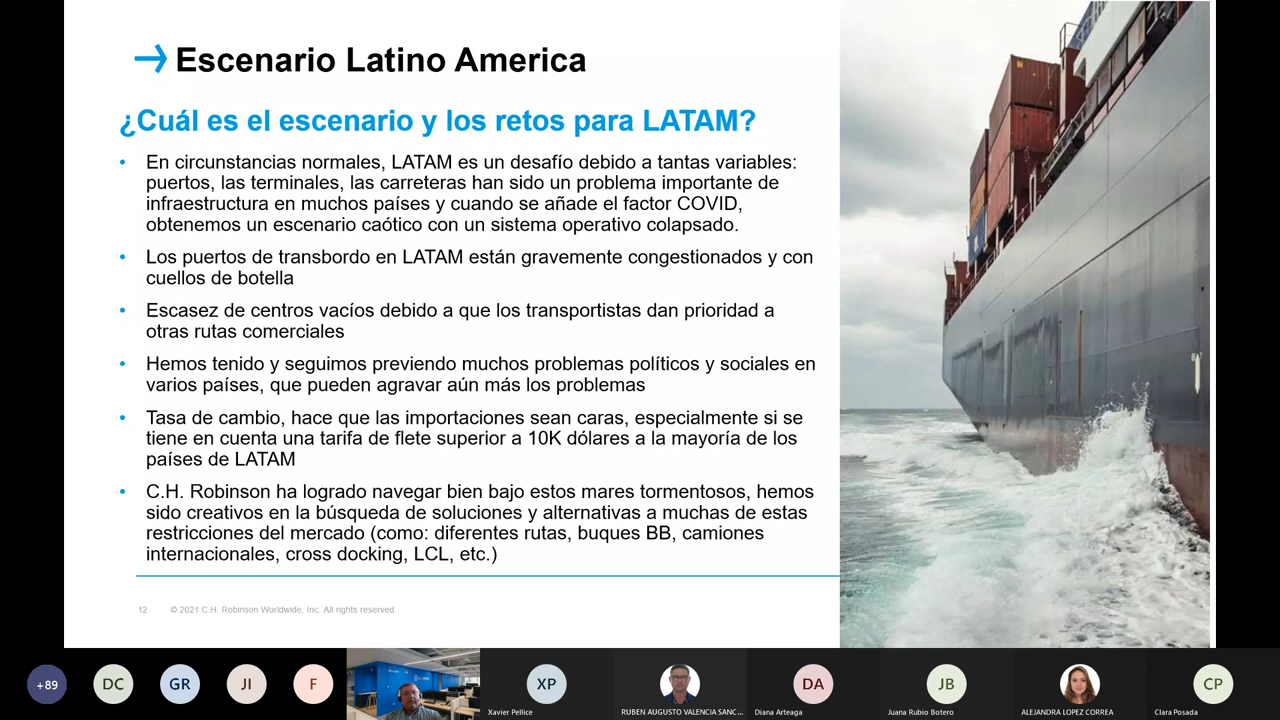 Escenario Latino America
¿Cuál es el escenario y los retos para LATAM?
• En circunstancias normales, LATAM es un desafío debido a tantas variables:
puertos, las terminales, las carreteras han sido un problema importante de
infraestructura en muchos países y cuando se añade el factor COVID,
obtenemos un escenario caótico con un sistema operativo colapsado.
• Los puertos de transbordo en LATAM están gravemente congestionados y con
cuellos de botella
• Escasez de centros vacíos debido a que los transportistas dan prioridad a
otras rutas comerciales
• Hemos tenido y seguimos previendo muchos problemas políticos y sociales en
varios países, que pueden agravar aún más los problemas
• Tasa de cambio, hace que las importaciones sean caras, especialmente si se
tiene en cuenta una tarifa de flete superior a 10K dólares a la mayoría de los
países de LATAM
• C.H. Robinson ha logrado navegar bien bajo estos mares tormentosos, hemos
sido creativos en la búsqueda de soluciones y alternativas a muchas de estas
restricciones del mercado (como: diferentes rutas, buques BB, camiones
internacionales, cross docking, LCL, etc.)
12 © 2021 C.H. Robinson Worldwide, Inc. All rights reserved.
+89 DC GR JI F XP DA JB CP
Xavier Pellice RUBEN AUGUSTO VALENCIA SANC... Diana Arteaga Juana Rubio Botero ALEJANDRA LOPEZ CORREA Clara Posada